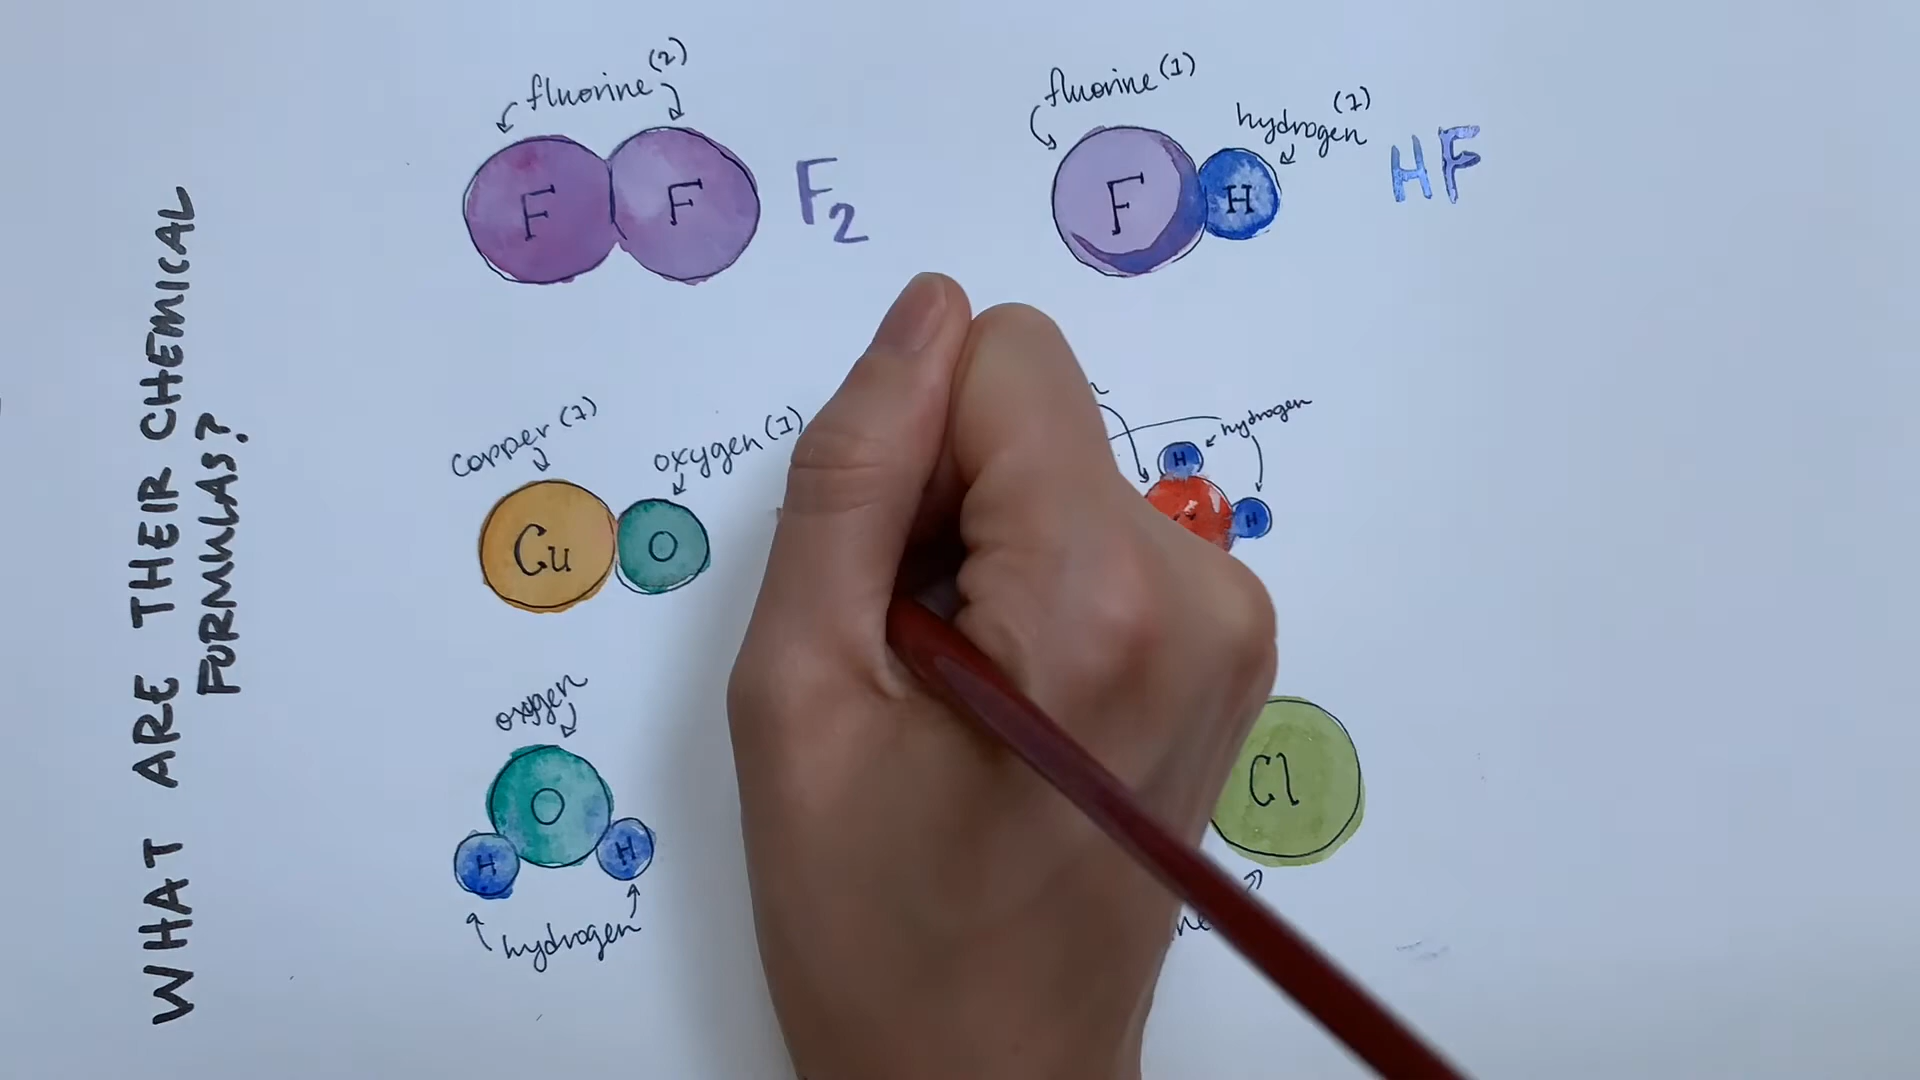 WHAT ARE THEIR CHEMICAL
FORMULAS?
fluorine (2)
F F
F2
fluorine (1)
hydrogen (1)
F H
HF
copper (1)
oxygen (1)
Cu O
hydrogen
H
H
oxygen
O
H H
hydrogen
Cl